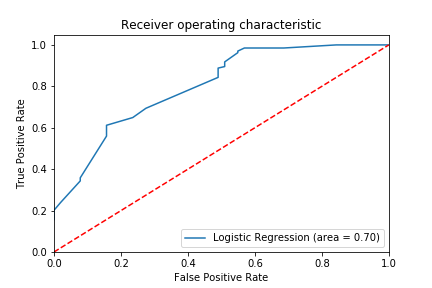 Receiver operating characteristic
1.0
0.8
0.6
0.4
0.2
0.0
True Positive Rate
Logistic Regression (area = 0.70)
0.0 0.2 0.4 0.6 0.8 1.0
False Positive Rate